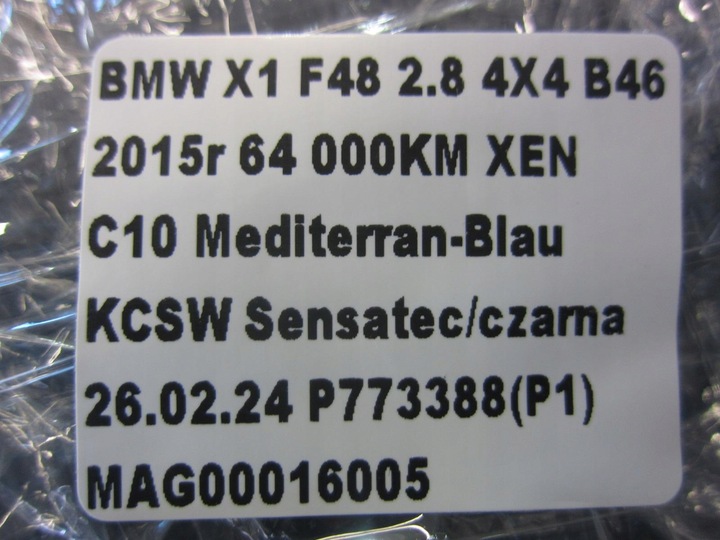 BMW X1 F48 2.8 4X4 B46
2015r 64 000KM XEN
C10 Mediterran-Blau
KCSW Sensatec/czarna
26.02.24 P773388(P1)
MAG00016005